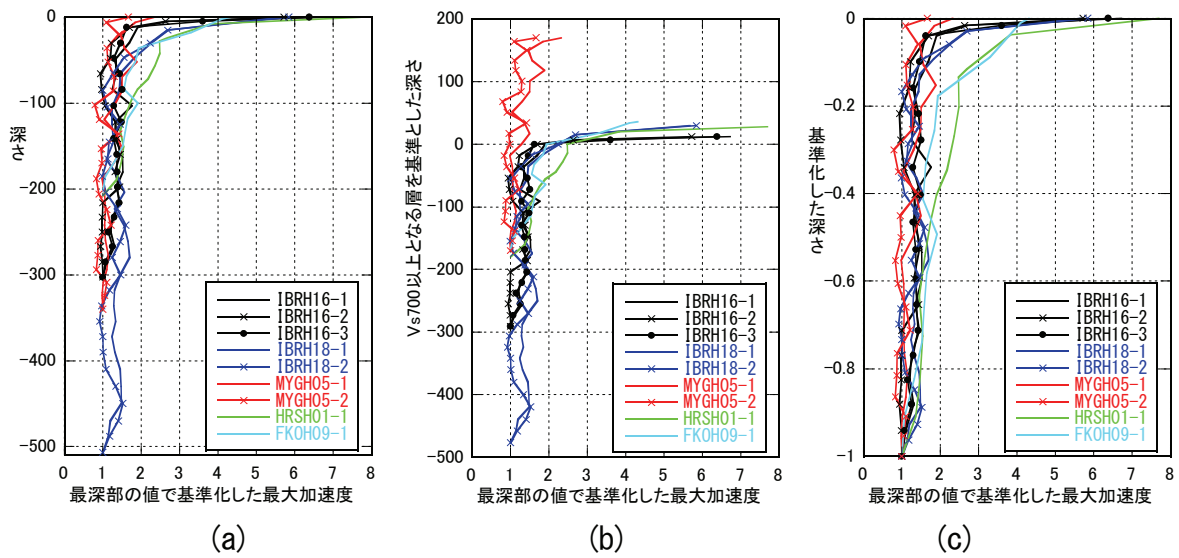 0
-100
-200
-300
-400
-500
深さ
0 1 2 3 4 5 6 7 8
最深部の値で基準化した最大加速度
IBRH16-1
IBRH16-2
IBRH16-3
IBRH18-1
IBRH18-2
MYGH05-1
MYGH05-2
HRSH01-1
FKOH09-1
(a)
200
100
0
-100
-200
-300
-400
-500
Vs700以上となる層を基準とした深さ
0 1 2 3 4 5 6 7 8
最深部の値で基準化した最大加速度
IBRH16-1
IBRH16-2
IBRH16-3
IBRH18-1
IBRH18-2
MYGH05-1
MYGH05-2
HRSH01-1
FKOH09-1
(b)
0
-0.2
-0.4
-0.6
-0.8
-1
基準化した深さ
0 1 2 3 4 5 6 7 8
最深部の値で基準化した最大加速度
IBRH16-1
IBRH16-2
IBRH16-3
IBRH18-1
IBRH18-2
MYGH05-1
MYGH05-2
HRSH01-1
FKOH09-1
(c)